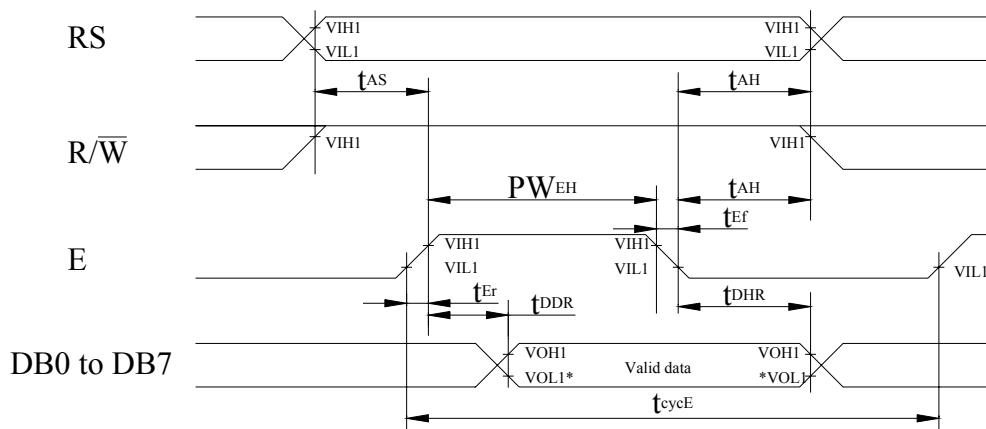 RS VIH1 VIH1
VIL1 VIL1
tAS tAH
R/W̅ VIH1 VIH1
PWEH tAH
tEf
E VIH1 VIH1
VIL1 VIL1 VIL1
tEr tDDR tDHR
DB0 to DB7 VOH1 Valid data VOH1
VOL1* *VOL1
tcycE